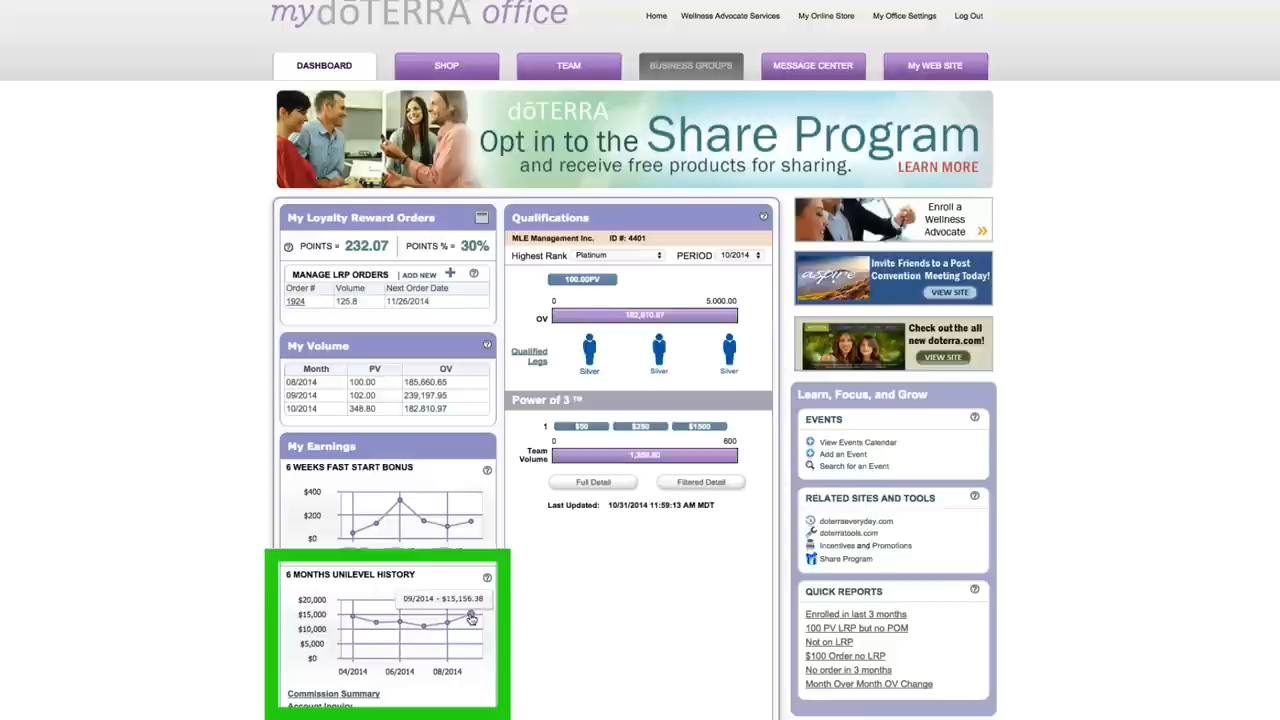 mydōTERRA office
Home Wellness Advocate Services My Online Store My Office Settings Log Out
DASHBOARD SHOP TEAM BUSINESS GROUPS MESSAGE CENTER My WEB SITE
dōTERRA
Opt in to the Share Program
and receive free products for sharing. LEARN MORE
My Loyalty Reward Orders
POINTS = 232.07 POINTS % = 30%
MANAGE LRP ORDERS | ADD NEW
Order # Volume Next Order Date
1924 125.8 11/26/2014
My Volume
Month PV OV
08/2014 100.00 185,660.65
09/2014 102.00 239,197.95
10/2014 348.80 182,810.97
My Earnings
6 WEEKS FAST START BONUS
$400
$200
$0
6 MONTHS UNILEVEL HISTORY
09/2014 - $15,156.38
$20,000
$15,000
$10,000
$5,000
$0
04/2014 06/2014 08/2014
Commission Summary
Account Inquiry
Qualifications
MLE Management Inc. ID #: 4401
Highest Rank Platinum PERIOD 10/2014
100.00PV
0 5,000.00
OV 182,810.97
Qualified Legs
Silver Silver Silver
Power of 3 ™
1 $50 $250 $1500
0 600
Team Volume
Full Detail Filtered Detail
Last Updated: 10/31/2014 11:59:13 AM MDT
Enroll a
Wellness
Advocate
aspire
Invite Friends to a Post
Convention Meeting Today!
VIEW SITE
Check out the all
new doterra.com!
VIEW SITE
Learn, Focus, and Grow
EVENTS
View Events Calendar
Add an Event
Search for an Event
RELATED SITES AND TOOLS
doterraeveryday.com
doterratools.com
Incentives and Promotions
Share Program
QUICK REPORTS
Enrolled in last 3 months
100 PV LRP but no POM
Not on LRP
$100 Order no LRP
No order in 3 months
Month Over Month OV Change